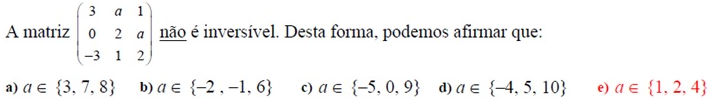 A matriz ( 3 a 1 ; 0 2 a ; −3 1 2 ) não é inversível. Desta forma, podemos afirmar que:
a) a ∈ {3, 7, 8} b) a ∈ {−2 , −1, 6} c) a ∈ {−5, 0, 9} d) a ∈ {−4, 5, 10} e) a ∈ {1, 2, 4}